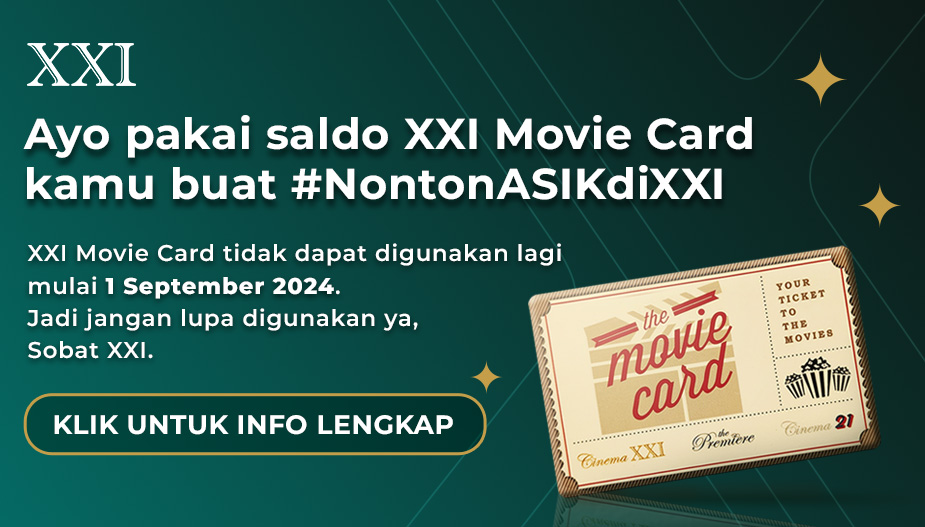 XXI
Ayo pakai saldo XXI Movie Card
kamu buat #NontonASIKdiXXI
XXI Movie Card tidak dapat digunakan lagi
mulai 1 September 2024.
Jadi jangan lupa digunakan ya,
Sobat XXI.
KLIK UNTUK INFO LENGKAP
the
movie
card
YOUR
TICKET
TO
THE
MOVIES
Cinema XXI
the
Premiere
Cinema 21